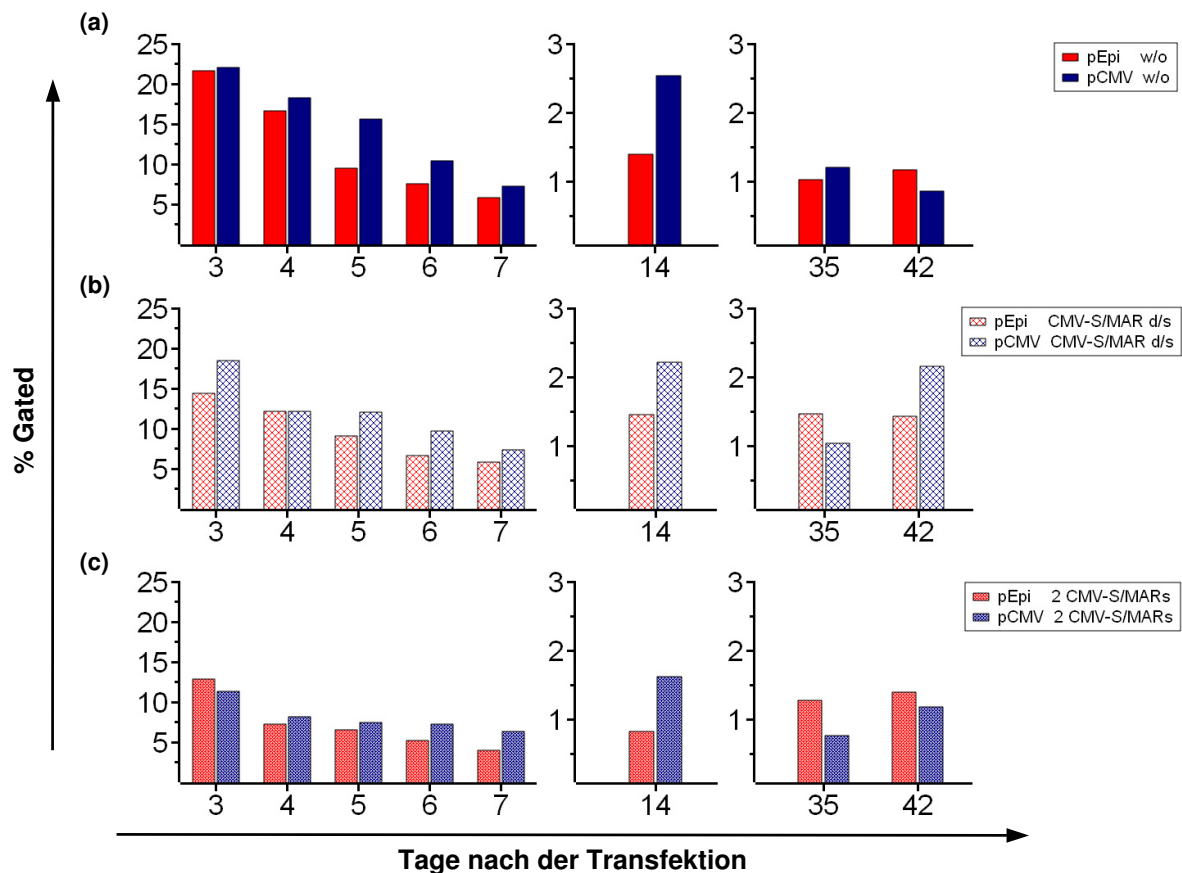 (a)
25
20
15
10
5
3 4 5 6 7
3
2
1
14
3
2
1
35 42
pEpi w/o
pCMV w/o
(b)
25
20
15
10
5
3 4 5 6 7
3
2
1
14
3
2
1
35 42
pEpi CMV-S/MAR d/s
pCMV CMV-S/MAR d/s
(c)
25
20
15
10
5
3 4 5 6 7
3
2
1
14
3
2
1
35 42
pEpi 2 CMV-S/MARs
pCMV 2 CMV-S/MARs
% Gated
Tage nach der Transfektion